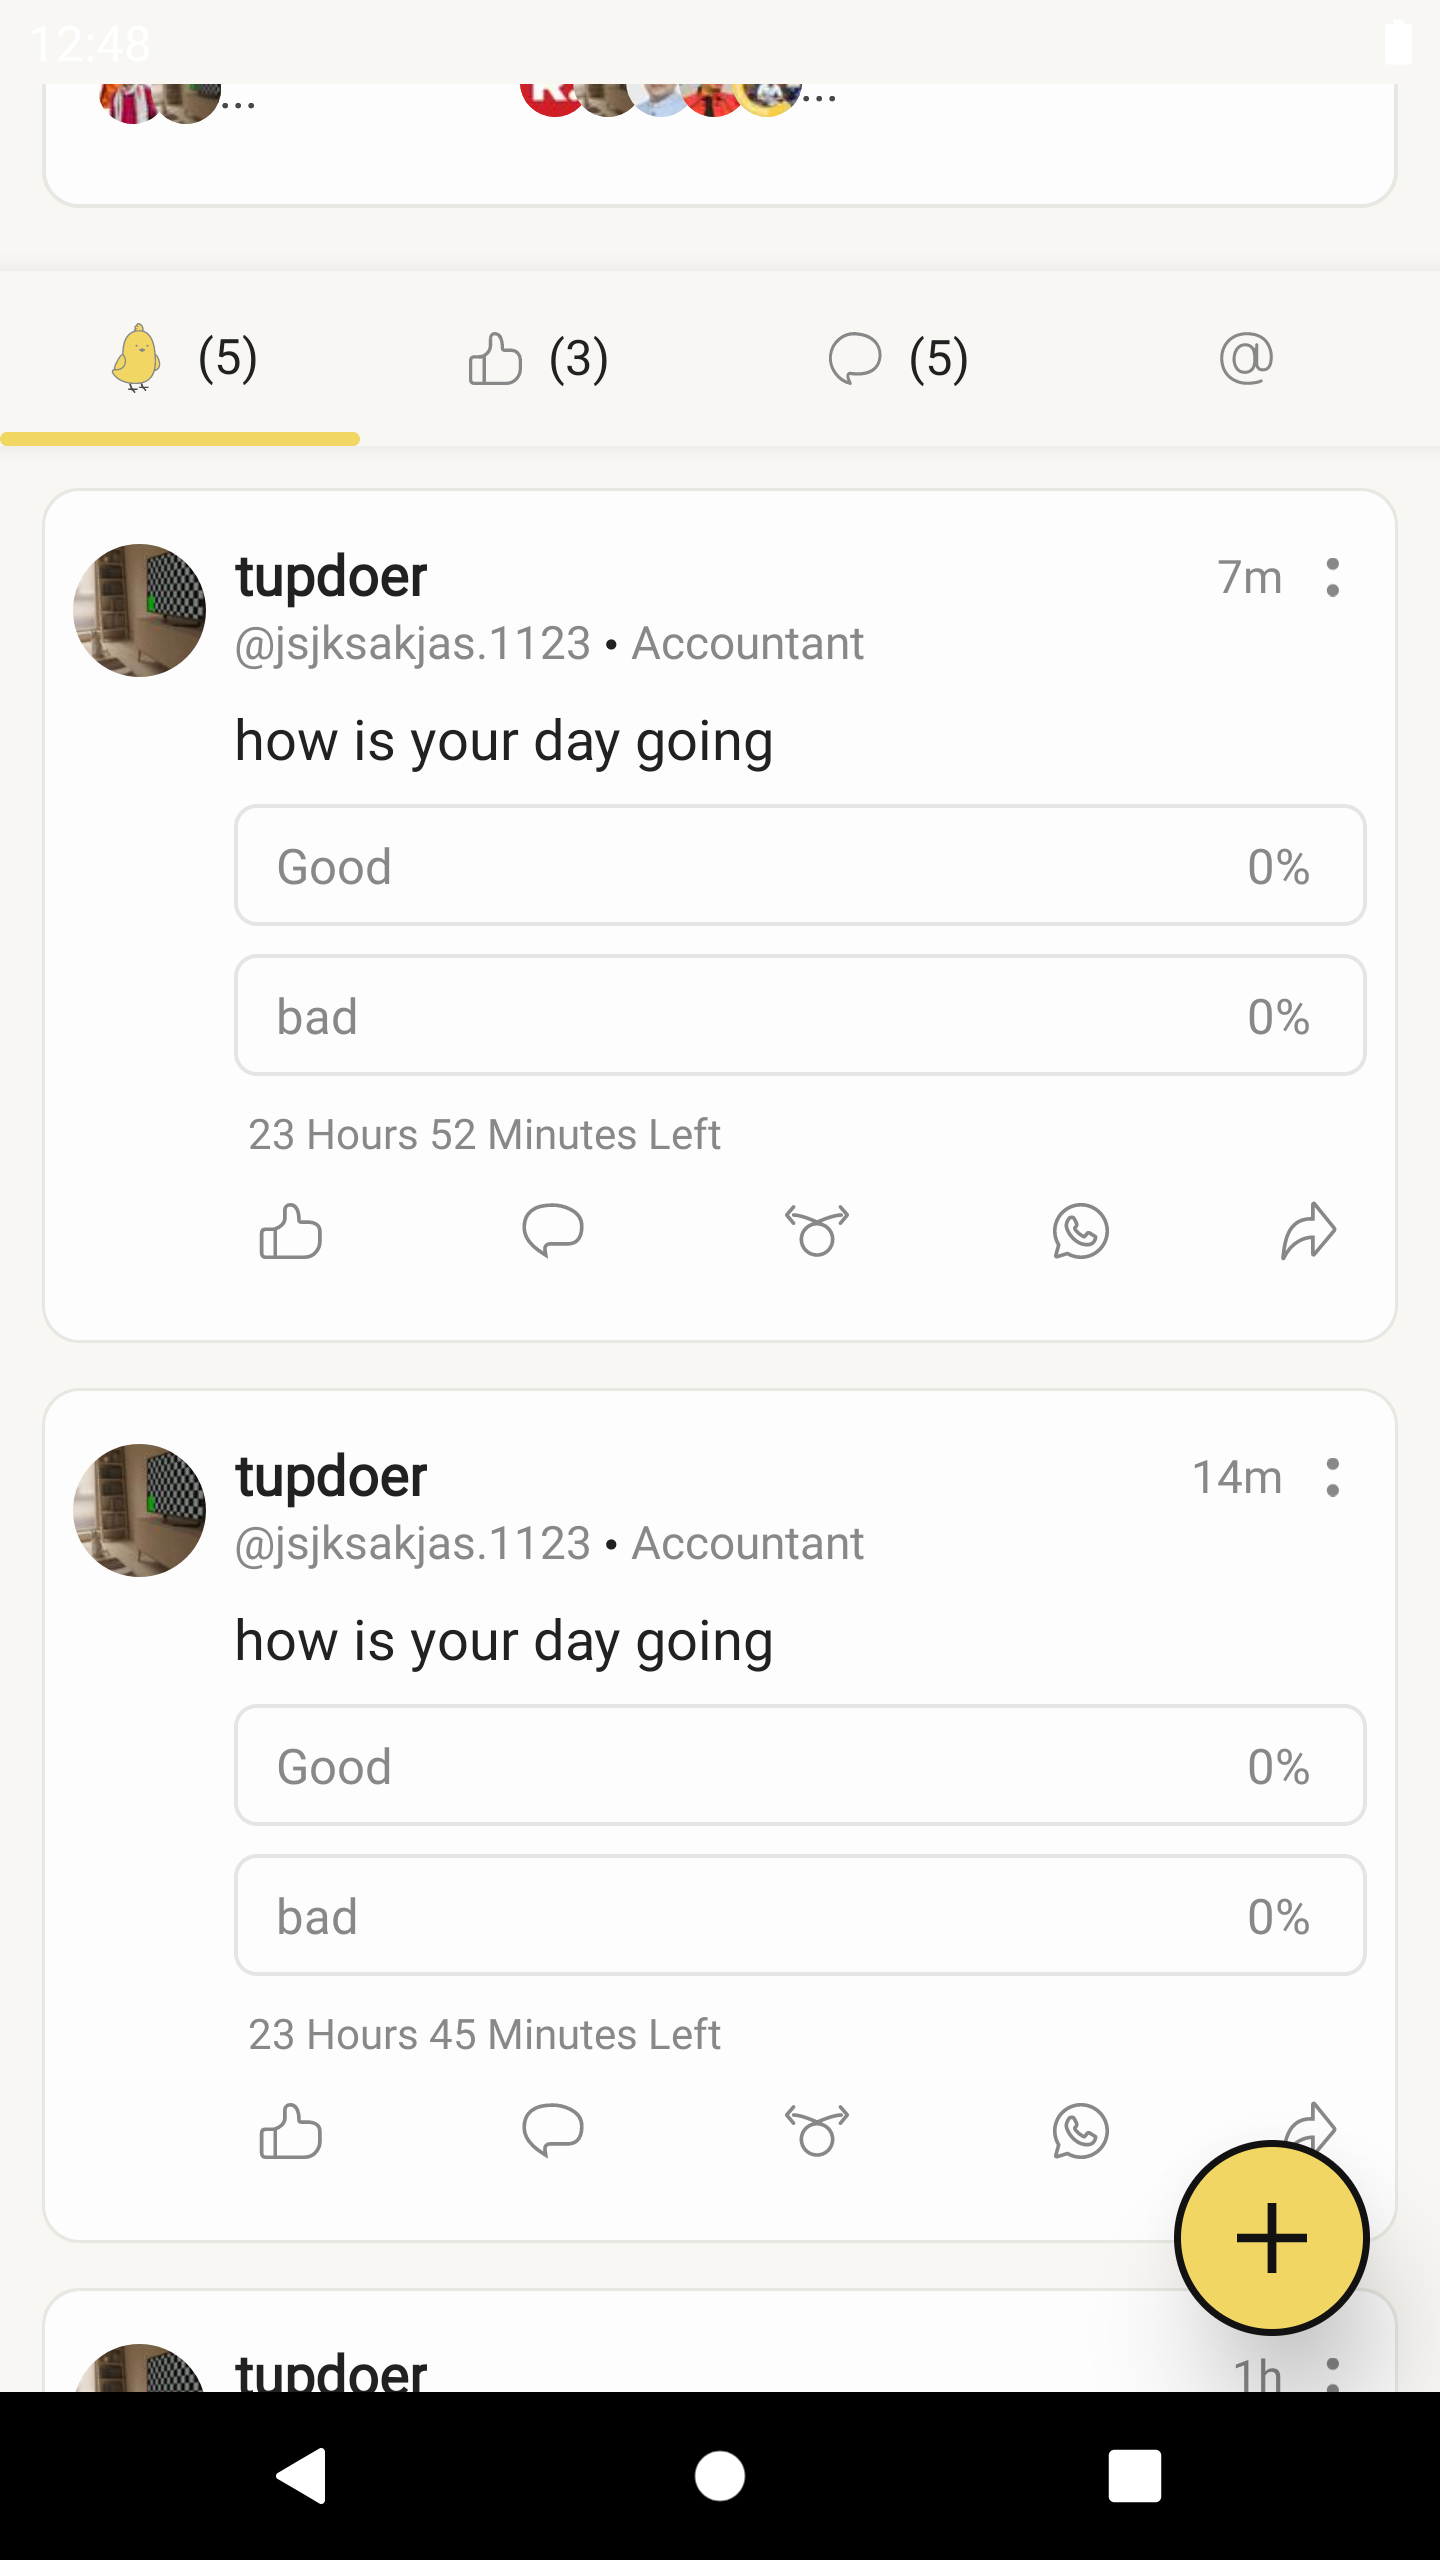 12:48
... ...
(5) (3) (5) @
tupdoer 7m
@jsjksakjas.1123 • Accountant
how is your day going
Good 0%
bad 0%
23 Hours 52 Minutes Left
tupdoer 14m
@jsjksakjas.1123 • Accountant
how is your day going
Good 0%
bad 0%
23 Hours 45 Minutes Left
tupdoer 1h